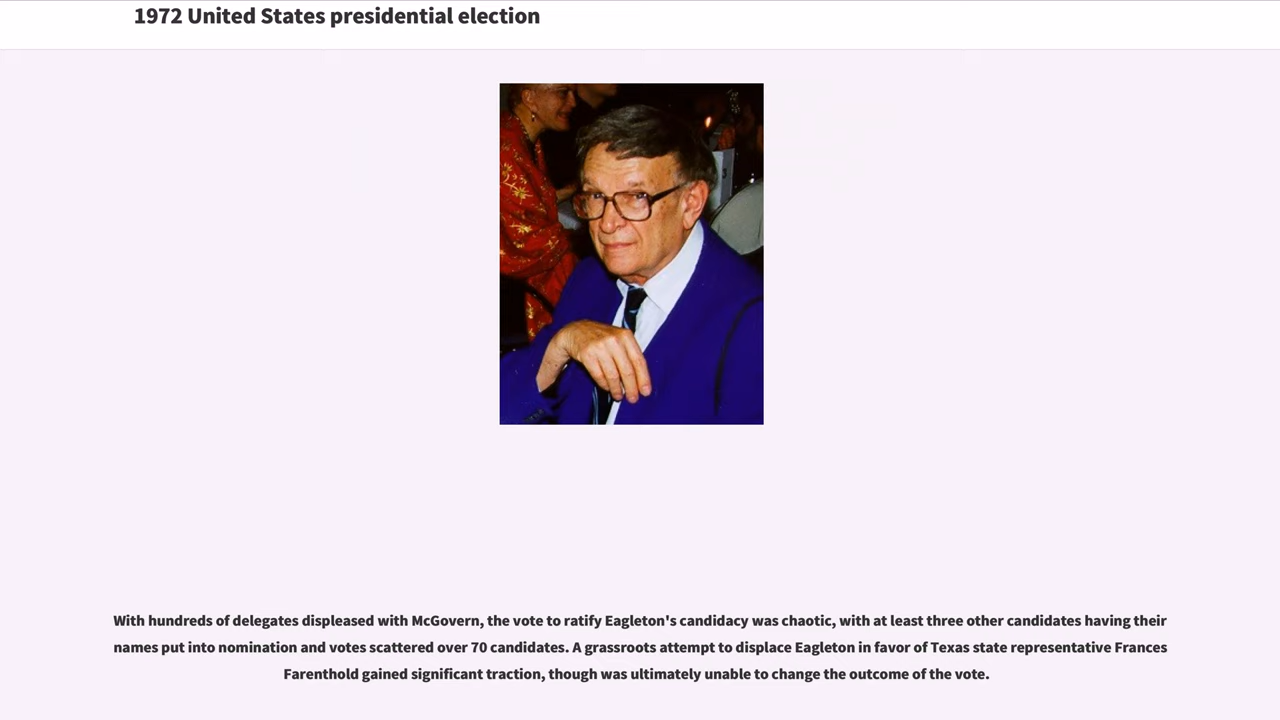 1972 United States presidential election
With hundreds of delegates displeased with McGovern, the vote to ratify Eagleton's candidacy was chaotic, with at least three other candidates having their
names put into nomination and votes scattered over 70 candidates. A grassroots attempt to displace Eagleton in favor of Texas state representative Frances
Farenthold gained significant traction, though was ultimately unable to change the outcome of the vote.